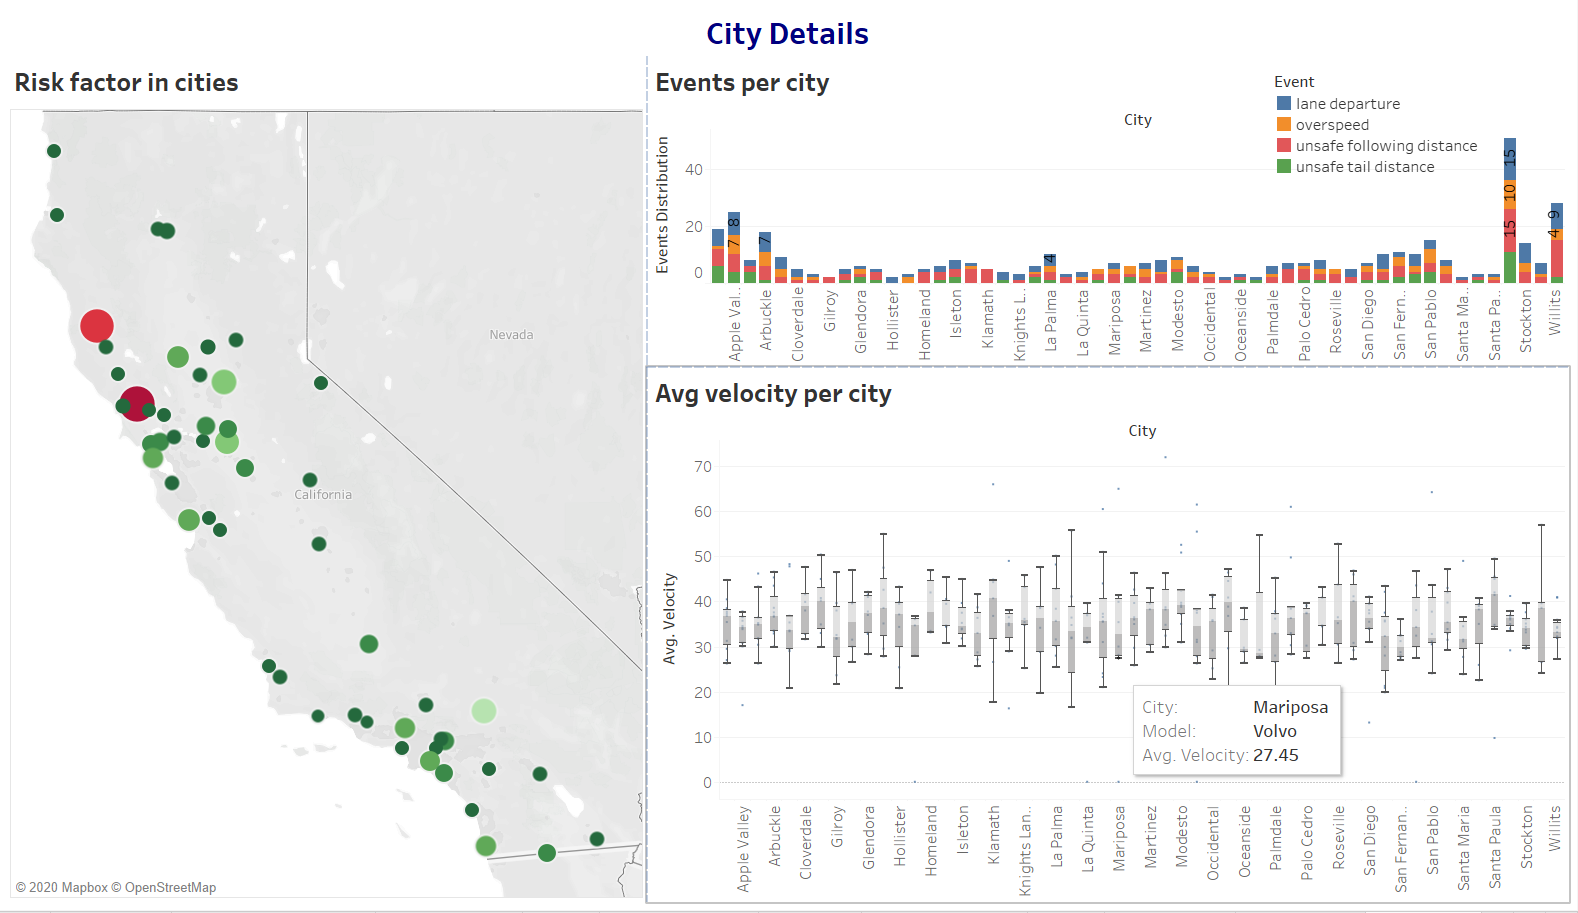 City Details
Risk factor in cities
Nevada
California
© 2020 Mapbox © OpenStreetMap
Events per city
Event
lane departure
overspeed
unsafe following distance
unsafe tail distance
City
Events Distribution
40
20
0
8
7
7
4
15
10
15
9
4
Apple Val..
Arbuckle
Cloverdale
Gilroy
Glendora
Hollister
Homeland
Isleton
Klamath
Knights L..
La Palma
La Quinta
Mariposa
Martinez
Modesto
Occidental
Oceanside
Palmdale
Palo Cedro
Roseville
San Diego
San Fern..
San Pablo
Santa Ma..
Santa Pa..
Stockton
Willits
Avg velocity per city
City
Avg. Velocity
70
60
50
40
30
20
10
0
City: Mariposa
Model: Volvo
Avg. Velocity: 27.45
Apple Valley
Arbuckle
Cloverdale
Gilroy
Glendora
Hollister
Homeland
Isleton
Klamath
Knights Lan..
La Palma
La Quinta
Mariposa
Martinez
Modesto
Occidental
Oceanside
Palmdale
Palo Cedro
Roseville
San Diego
San Fernan..
San Pablo
Santa Maria
Santa Paula
Stockton
Willits